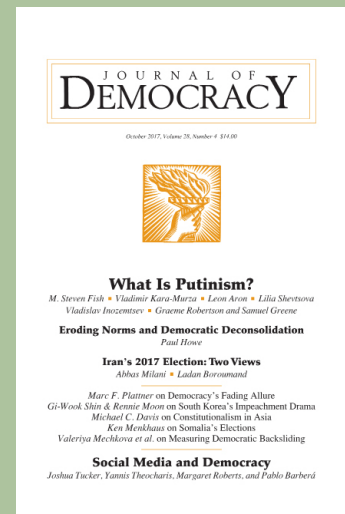 JOURNAL OF
DEMOCRACY
October 2017, Volume 28, Number 4 $14.00
What Is Putinism?
M. Steven Fish ▪ Vladimir Kara-Murza ▪ Leon Aron ▪ Lilia Shevtsova
Vladislav Inozemtsev ▪ Graeme Robertson and Samuel Greene
Eroding Norms and Democratic Deconsolidation
Paul Howe
Iran's 2017 Election: Two Views
Abbas Milani ▪ Ladan Boroumand
Marc F. Plattner on Democracy's Fading Allure
Gi-Wook Shin & Rennie Moon on South Korea's Impeachment Drama
Michael C. Davis on Constitutionalism in Asia
Ken Menkhaus on Somalia's Elections
Valeriya Mechkova et al. on Measuring Democratic Backsliding
Social Media and Democracy
Joshua Tucker, Yannis Theocharis, Margaret Roberts, and Pablo Barberá